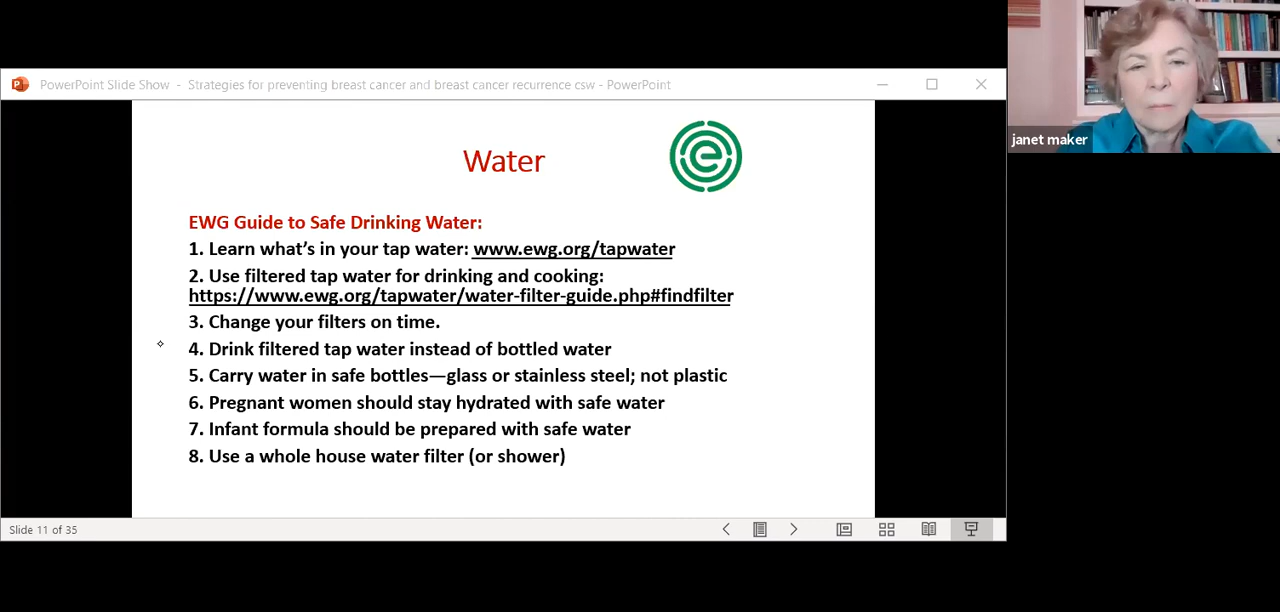 PowerPoint Slide Show - Strategies for preventing breast cancer and breast cancer recurrence csw - PowerPoint
janet maker
Water
EWG Guide to Safe Drinking Water:
1. Learn what’s in your tap water: www.ewg.org/tapwater
2. Use filtered tap water for drinking and cooking:
https://www.ewg.org/tapwater/water-filter-guide.php#findfilter
3. Change your filters on time.
4. Drink filtered tap water instead of bottled water
5. Carry water in safe bottles—glass or stainless steel; not plastic
6. Pregnant women should stay hydrated with safe water
7. Infant formula should be prepared with safe water
8. Use a whole house water filter (or shower)
Slide 11 of 35